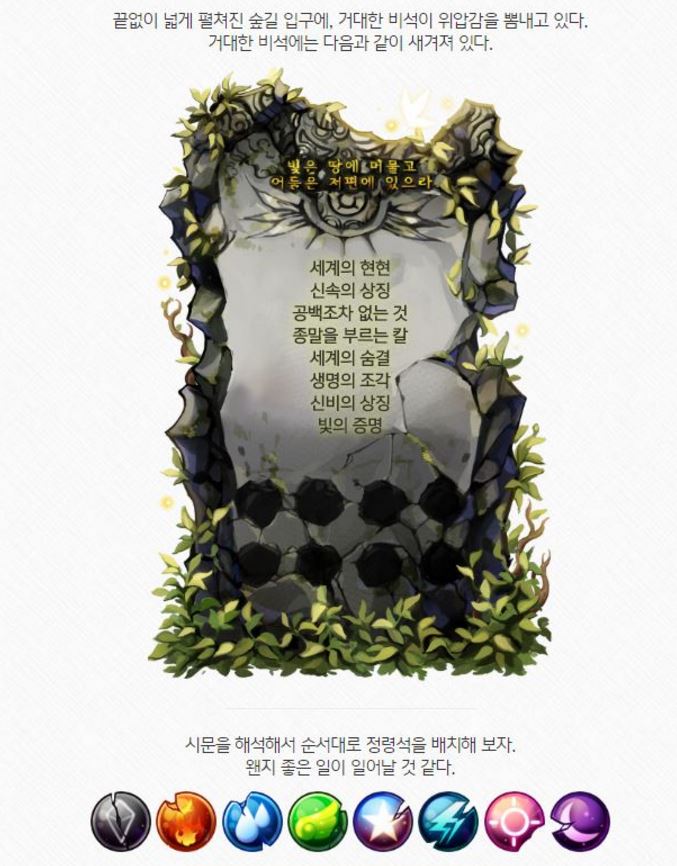 끝없이 넓게 펼쳐진 숲길 입구에, 거대한 비석이 위압감을 뿜내고 있다.
거대한 비석에는 다음과 같이 새겨져 있다.
빛은 땅에 머물고
어둠은 저편에 있으라
세계의 현현
신속의 상징
공백조차 없는 것
종말을 부르는 칼
세계의 숨결
생명의 조각
신비의 상징
빛의 증명
시문을 해석해서 순서대로 정령석을 배치해 보자.
왠지 좋은 일이 일어날 것 같다.